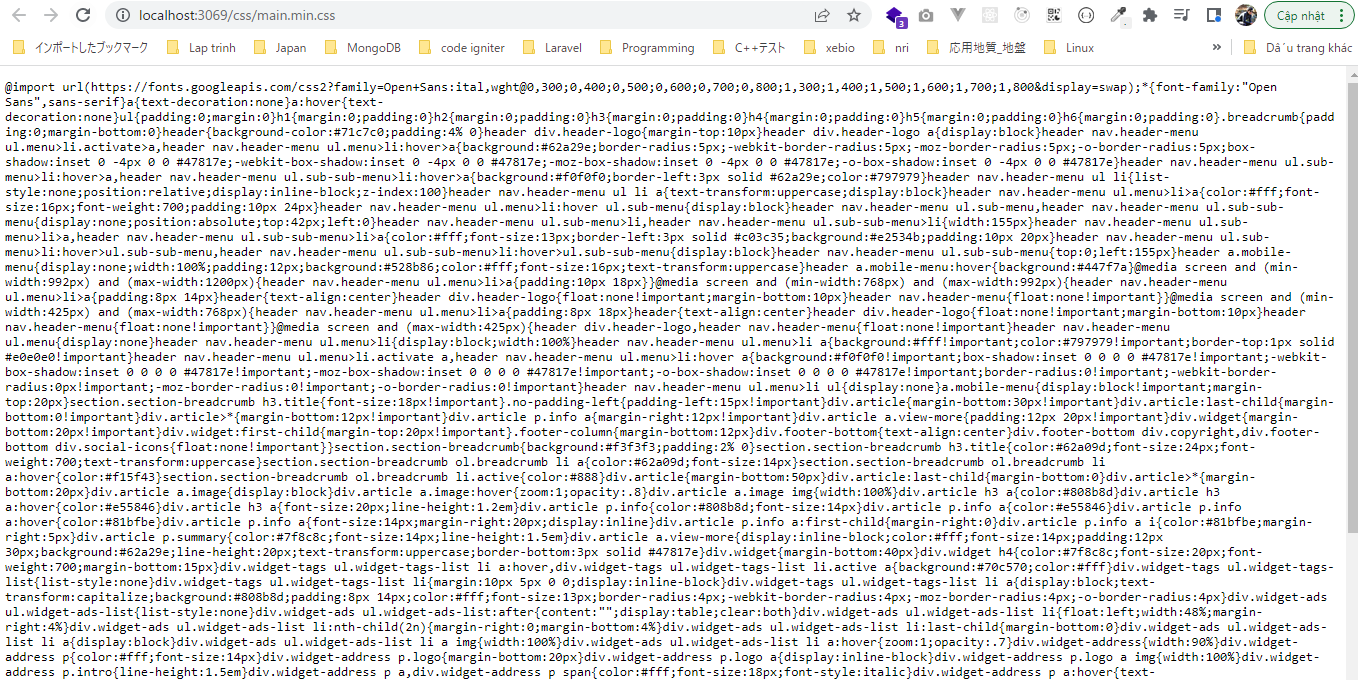 localhost:3069/css/main.min.css
3
Cập nhật
インポートしたブックマーク Lap trinh Japan MongoDB code igniter Laravel Programming C++テスト xebio nri 応用地質_地盤 Linux » Dấu trang khác
@import url(https://fonts.googleapis.com/css2?family=Open+Sans:ital,wght@0,300;0,400;0,500;0,600;0,700;0,800;1,300;1,400;1,500;1,600;1,700;1,800&display=swap);*{font-family:"Open
Sans",sans-serif}a{text-decoration:none}a:hover{text-
decoration:none}ul{padding:0;margin:0}h1{margin:0;padding:0}h2{margin:0;padding:0}h3{margin:0;padding:0}h4{margin:0;padding:0}h5{margin:0;padding:0}h6{margin:0;padding:0}.breadcrumb{padd
ing:0;margin-bottom:0}header{background-color:#71c7c0;padding:4% 0}header div.header-logo{margin-top:10px}header div.header-logo a{display:block}header nav.header-menu
ul.menu>li.activate>a,header nav.header-menu ul.menu>li:hover>a{background:#62a29e;border-radius:5px;-webkit-border-radius:5px;-moz-border-radius:5px;-o-border-radius:5px;box-
shadow:inset 0 -4px 0 0 #47817e;-webkit-box-shadow:inset 0 -4px 0 0 #47817e;-moz-box-shadow:inset 0 -4px 0 0 #47817e;-o-box-shadow:inset 0 -4px 0 0 #47817e}header nav.header-menu ul.sub-
menu>li:hover>a,header nav.header-menu ul.sub-sub-menu>li:hover>a{background:#f0f0f0;border-left:3px solid #62a29e;color:#797979}header nav.header-menu ul li{list-
style:none;position:relative;display:inline-block;z-index:100}header nav.header-menu ul li a{text-transform:uppercase;display:block}header nav.header-menu ul.menu>li>a{color:#fff;font-
size:16px;font-weight:700;padding:10px 24px}header nav.header-menu ul.menu>li:hover ul.sub-menu{display:block}header nav.header-menu ul.sub-menu,header nav.header-menu ul.sub-sub-
menu{display:none;position:absolute;top:42px;left:0}header nav.header-menu ul.sub-menu>li,header nav.header-menu ul.sub-sub-menu>li{width:155px}header nav.header-menu ul.sub-
menu>li>a,header nav.header-menu ul.sub-sub-menu>li>a{color:#fff;font-size:13px;border-left:3px solid #c03c35;background:#e2534b;padding:10px 20px}header nav.header-menu ul.sub-
menu>li:hover>ul.sub-sub-menu,header nav.header-menu ul.sub-sub-menu>li:hover>ul.sub-sub-menu{display:block}header nav.header-menu ul.sub-sub-menu{top:0;left:155px}header a.mobile-
menu{display:none;width:100%;padding:12px;background:#528b86;color:#fff;font-size:16px;text-transform:uppercase}header a.mobile-menu:hover{background:#447f7a}@media screen and (min-
width:992px) and (max-width:1200px){header nav.header-menu ul.menu>li>a{padding:10px 18px}}@media screen and (min-width:768px) and (max-width:992px){header nav.header-menu
ul.menu>li>a{padding:8px 14px}header{text-align:center}header div.header-logo{float:none!important;margin-bottom:10px}header nav.header-menu{float:none!important}}@media screen and (min-
width:425px) and (max-width:768px){header nav.header-menu ul.menu>li>a{padding:8px 18px}header{text-align:center}header div.header-logo{float:none!important;margin-bottom:10px}header
nav.header-menu{float:none!important}}@media screen and (max-width:425px){header div.header-logo,header nav.header-menu{float:none!important}header nav.header-menu
ul.menu{display:none}header nav.header-menu ul.menu>li{display:block;width:100%}header nav.header-menu ul.menu>li a{background:#fff!important;color:#797979!important;border-top:1px solid
#e0e0e0!important}header nav.header-menu ul.menu>li.activate a,header nav.header-menu ul.menu>li:hover a{background:#f0f0f0!important;box-shadow:inset 0 0 0 0 #47817e!important;-webkit-
box-shadow:inset 0 0 0 0 #47817e!important;-moz-box-shadow:inset 0 0 0 0 #47817e!important;-o-box-shadow:inset 0 0 0 0 #47817e!important;border-radius:0!important;-webkit-border-
radius:0px!important;-moz-border-radius:0!important;-o-border-radius:0!important}header nav.header-menu ul.menu>li ul{display:none}a.mobile-menu{display:block!important;margin-
top:20px}section.section-breadcrumb h3.title{font-size:18px!important}.no-padding-left{padding-left:15px!important}div.article{margin-bottom:30px!important}div.article:last-child{margin-
bottom:0!important}div.article>*{margin-bottom:12px!important}div.article p.info a{margin-right:12px!important}div.article a.view-more{padding:12px 20px!important}div.widget{margin-
bottom:20px!important}div.widget:first-child{margin-top:20px!important}.footer-column{margin-bottom:12px}div.footer-bottom{text-align:center}div.footer-bottom div.copyright,div.footer-
bottom div.social-icons{float:none!important}}section.section-breadcrumb{background:#f3f3f3;padding:2% 0}section.section-breadcrumb h3.title{color:#62a09d;font-size:24px;font-
weight:700;text-transform:uppercase}section.section-breadcrumb ol.breadcrumb li a{color:#62a09d;font-size:14px}section.section-breadcrumb ol.breadcrumb li
a:hover{color:#f15f43}section.section-breadcrumb ol.breadcrumb li.active{color:#888}div.article{margin-bottom:50px}div.article:last-child{margin-bottom:0}div.article>*{margin-
bottom:20px}div.article a.image{display:block}div.article a.image:hover{zoom:1;opacity:.8}div.article a.image img{width:100%}div.article h3 a{color:#808b8d}div.article h3
a:hover{color:#e55846}div.article h3 a{font-size:20px;line-height:1.2em}div.article p.info{color:#808b8d;font-size:14px}div.article p.info a{color:#e55846}div.article p.info
a:hover{color:#81bfbe}div.article p.info a{font-size:14px;margin-right:20px;display:inline}div.article p.info a:first-child{margin-right:0}div.article p.info a i{color:#81bfbe;margin-
right:5px}div.article p.summary{color:#7f8c8c;font-size:14px;line-height:1.5em}div.article a.view-more{display:inline-block;color:#fff;font-size:14px;padding:12px
30px;background:#62a29e;line-height:20px;text-transform:uppercase;border-bottom:3px solid #47817e}div.widget{margin-bottom:40px}div.widget h4{color:#7f8c8c;font-size:20px;font-
weight:700;margin-bottom:15px}div.widget-tags ul.widget-tags-list li a:hover,div.widget-tags ul.widget-tags-list li.active a{background:#70c570;color:#fff}div.widget-tags ul.widget-tags-
list{list-style:none}div.widget-tags ul.widget-tags-list li{margin:10px 5px 0 0;display:inline-block}div.widget-tags ul.widget-tags-list li a{display:block;text-
transform:capitalize;background:#808b8d;padding:8px 14px;color:#fff;font-size:13px;border-radius:4px;-webkit-border-radius:4px;-moz-border-radius:4px;-o-border-radius:4px}div.widget-ads
ul.widget-ads-list{list-style:none}div.widget-ads ul.widget-ads-list:after{content:"";display:table;clear:both}div.widget-ads ul.widget-ads-list li{float:left;width:48%;margin-
right:4%}div.widget-ads ul.widget-ads-list li:nth-child(2n){margin-right:0;margin-bottom:4%}div.widget-ads ul.widget-ads-list li:last-child{margin-bottom:0}div.widget-ads ul.widget-ads-
list li a{display:block}div.widget-ads ul.widget-ads-list li a img{width:100%}div.widget-ads ul.widget-ads-list li a:hover{zoom:1;opacity:.7}div.widget-address{width:90%}div.widget-
address p{color:#fff;font-size:14px}div.widget-address p.logo{margin-bottom:20px}div.widget-address p.logo a{display:inline-block}div.widget-address p.logo a img{width:100%}div.widget-
address p.intro{line-height:1.5em}div.widget-address p a,div.widget-address p span{color:#fff;font-size:18px;font-style:italic}div.widget-address p a:hover{text-